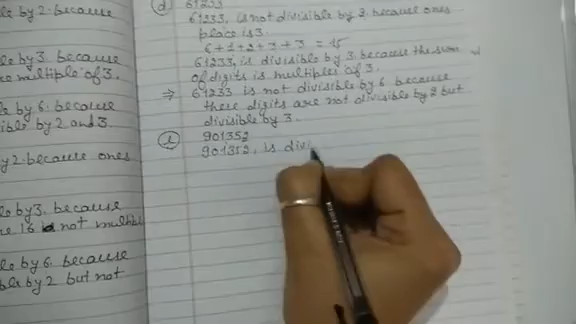 le by 2. because
le by 3. because
re multiple of 3.
le by 6. because
ible by 2 and 3.
y 2. because ones
le by 3. because
is not multiple
le by 6. because
ble by 2 but not
(d) 61233
61233, is not divisible by 2. because ones
place is 3.
6+1+2+3+3 = 15
61233, is divisible by 3. because the sum
of digits is multiples of 3.
⇒ 61233 is not divisible by 6. because
these digits are not divisible by 2 but
divisible by 3.
901352
901352, is divi